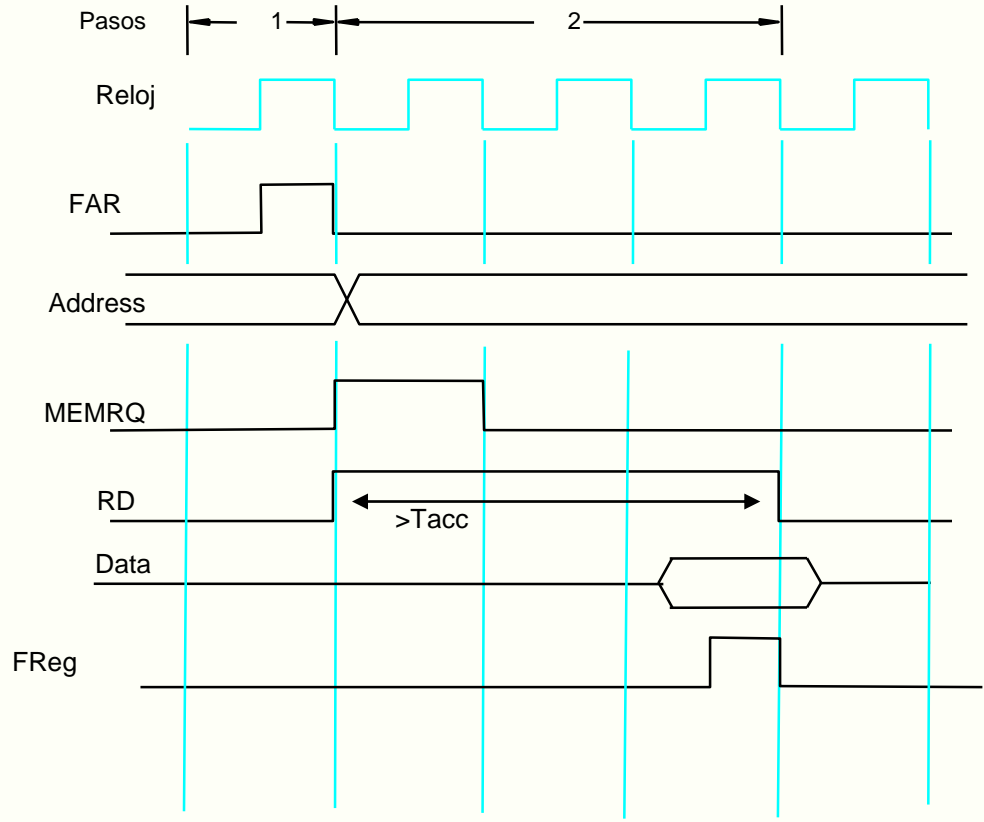 Pasos 1 2
Reloj
FAR
Address
MEMRQ
RD
>Tacc
Data
FReg